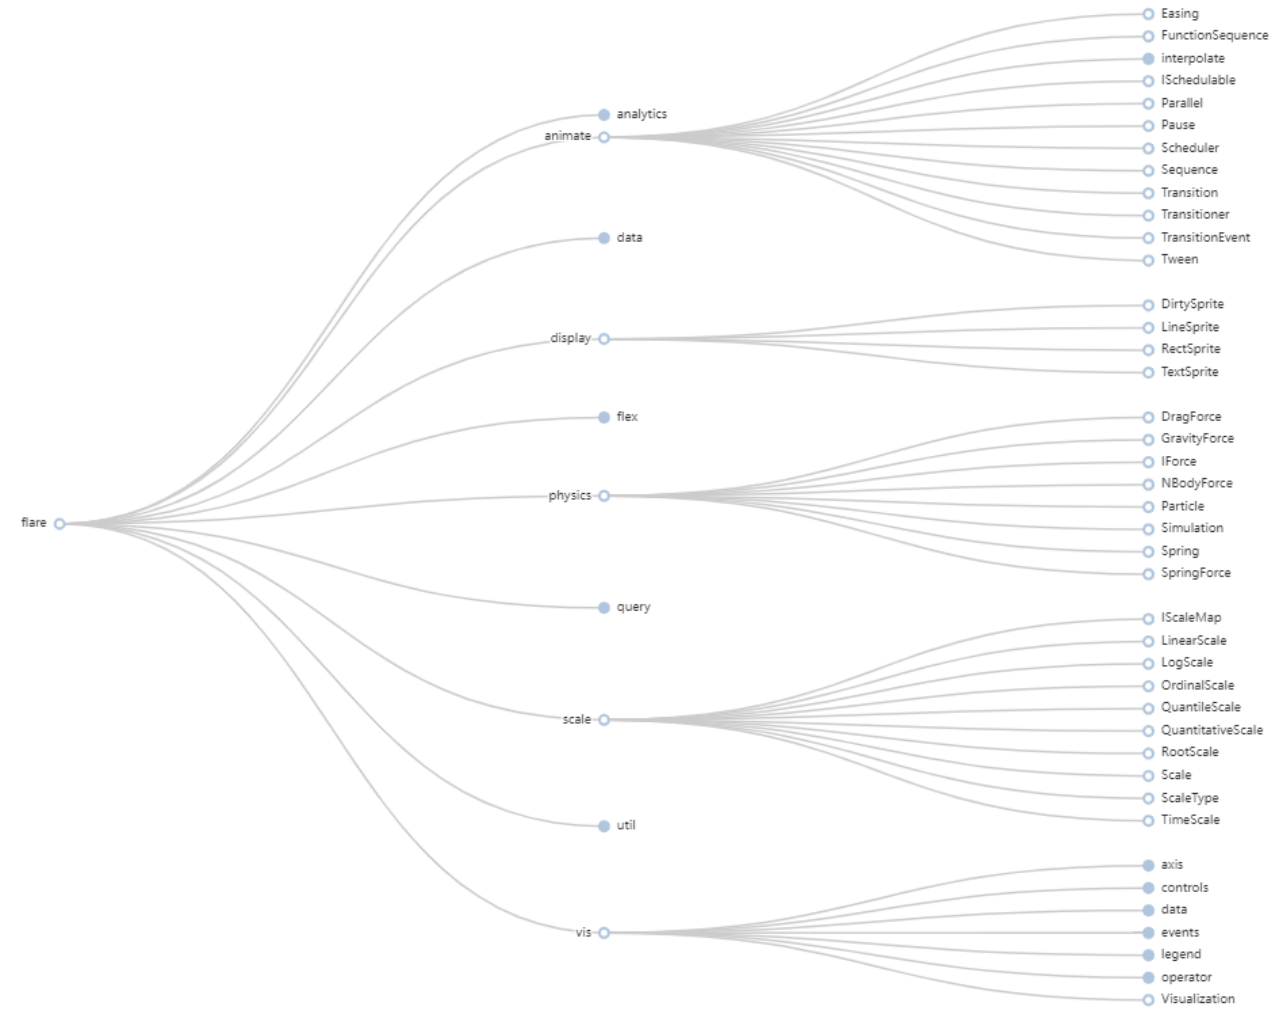 flare
analytics
animate
data
display
flex
physics
query
scale
util
vis
Easing
FunctionSequence
interpolate
ISchedulable
Parallel
Pause
Scheduler
Sequence
Transition
Transitioner
TransitionEvent
Tween
DirtySprite
LineSprite
RectSprite
TextSprite
DragForce
GravityForce
IForce
NBodyForce
Particle
Simulation
Spring
SpringForce
IScaleMap
LinearScale
LogScale
OrdinalScale
QuantileScale
QuantitativeScale
RootScale
Scale
ScaleType
TimeScale
axis
controls
data
events
legend
operator
Visualization